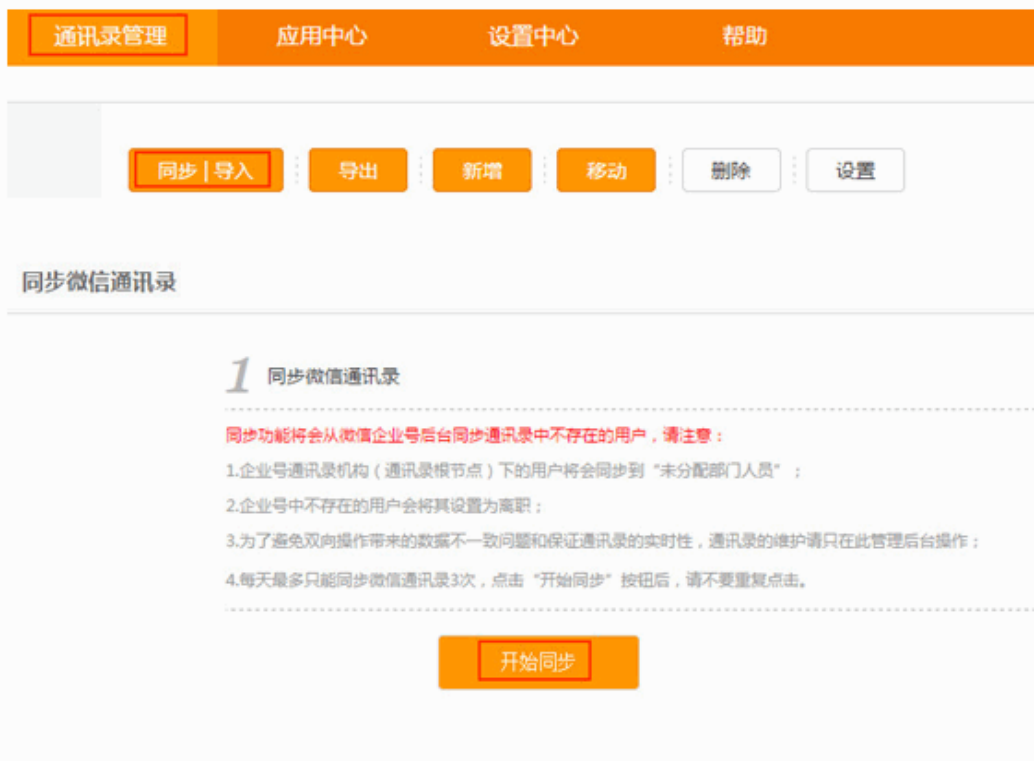 通讯录管理 应用中心 设置中心 帮助
同步 | 导入 导出 新增 移动 删除 设置
同步微信通讯录
1 同步微信通讯录
同步功能将会从微信企业号后台同步通讯录中不存在的用户，请注意：
1.企业号通讯录机构（通讯录根节点）下的用户将会同步到“未分配部门人员”；
2.企业号中不存在的用户会将其设置为离职；
3.为了避免双向操作带来的数据不一致问题和保证通讯录的实时性，通讯录的维护请只在此管理后台操作；
4.每天最多只能同步微信通讯录3次，点击“开始同步”按钮后，请不要重复点击。
开始同步